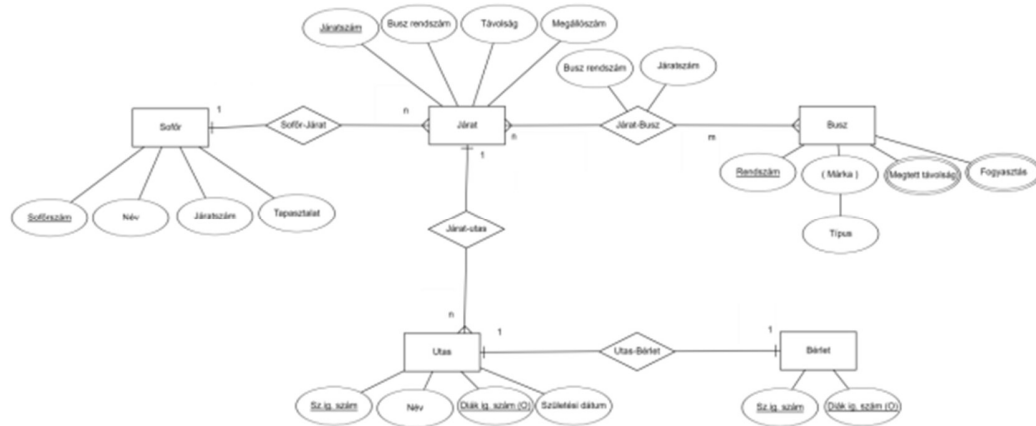 Járatszám
Busz rendszám
Távolság
Megállószám
Busz rendszám
Járatszám
1
Sofőr
Sofőr-Járat
n
Járat
n
Járat-Busz
m
Busz
1
Rendszám
( Márka )
Megtett távolság
Fogyasztás
Sofőrszám
Név
Járatszám
Tapasztalat
Járat-utas
Típus
n
Utas
1
Utas-Bérlet
1
Bérlet
Sz.ig. szám
Név
Diák ig. szám (O)
Születési dátum
Sz.ig. szám
Diák ig. szám (O)